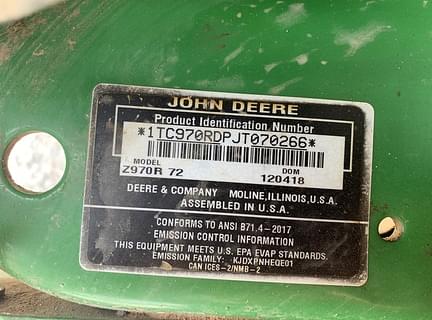 JOHN DEERE
Product Identification Number
*1TC970RDPJT070266*
MODEL DOM
Z970R 72 120418
DEERE & COMPANY MOLINE, ILLINOIS, U.S.A.
ASSEMBLED IN U.S.A.
CONFORMS TO ANSI B71.4-2017
EMISSION CONTROL INFORMATION
THIS EQUIPMENT MEETS U.S. EPA EVAP STANDARDS.
EMISSION FAMILY: KJDXPNHEQE01
CAN ICES-2/NMB-2